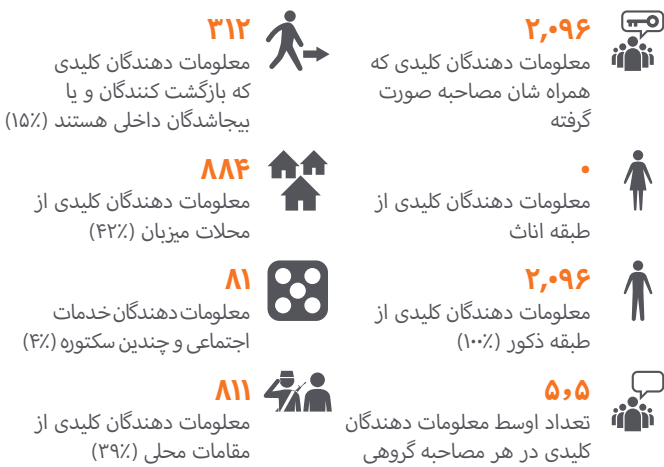 ۲,۰۹۶
معلومات دهندگان کلیدی که
همراه شان مصاحبه صورت
گرفته
۳۱۲
معلومات دهندگان کلیدی
که بازگشت کنندگان و یا
بیجاشدگان داخلی هستند (۱۵٪)
۰
معلومات دهندگان کلیدی از
طبقه اناث
۸۸۴
معلومات دهندگان کلیدی از
محلات میزبان (۴۲٪)
۲,۰۹۶
معلومات دهندگان کلیدی از
طبقه ذکور (۱۰۰٪)
۸۱
معلومات دهندگان خدمات
اجتماعی و چندین سکتوره (۴٪)
۵,۵
تعداد اوسط معلومات دهندگان
کلیدی در هر مصاحبه گروهی
۸۱۱
معلومات دهندگان کلیدی از
مقامات محلی (۳۹٪)